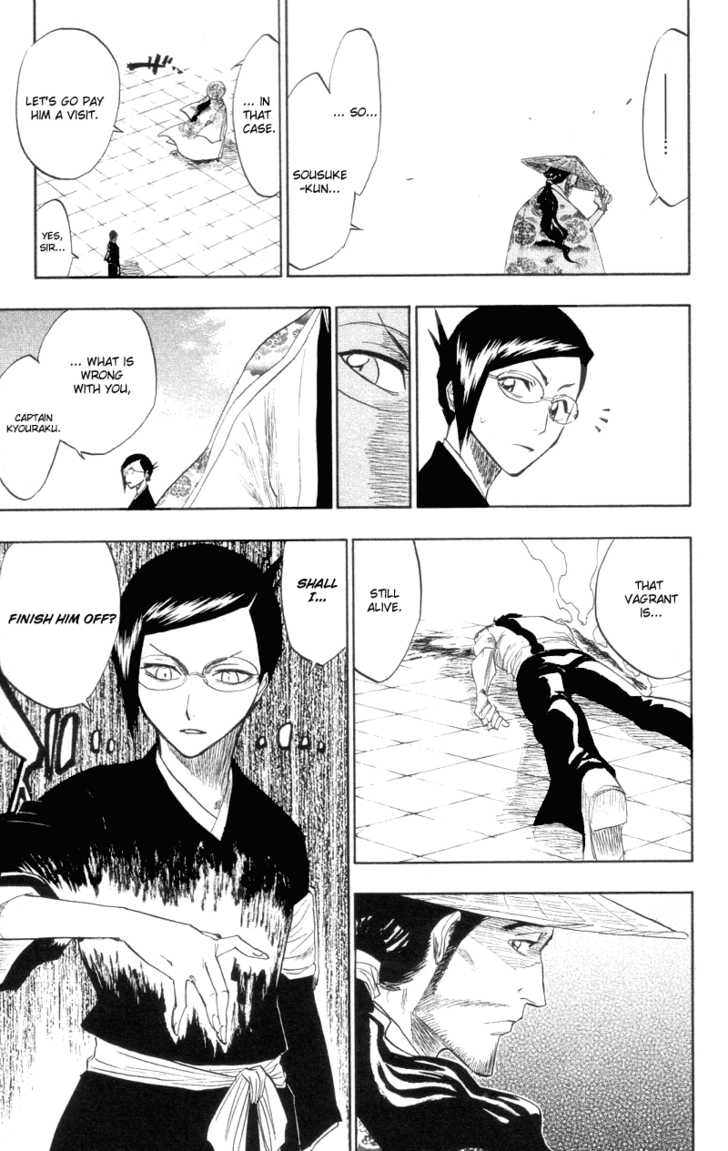 ... SO...
SOUSUKE
-KUN...
... IN
THAT
CASE.
LET'S GO PAY
HIM A VISIT.
YES,
SIR...
... WHAT IS
WRONG
WITH YOU,
CAPTAIN
KYOURAKU.
THAT
VAGRANT
IS...
STILL
ALIVE.
SHALL
I...
FINISH HIM OFF?